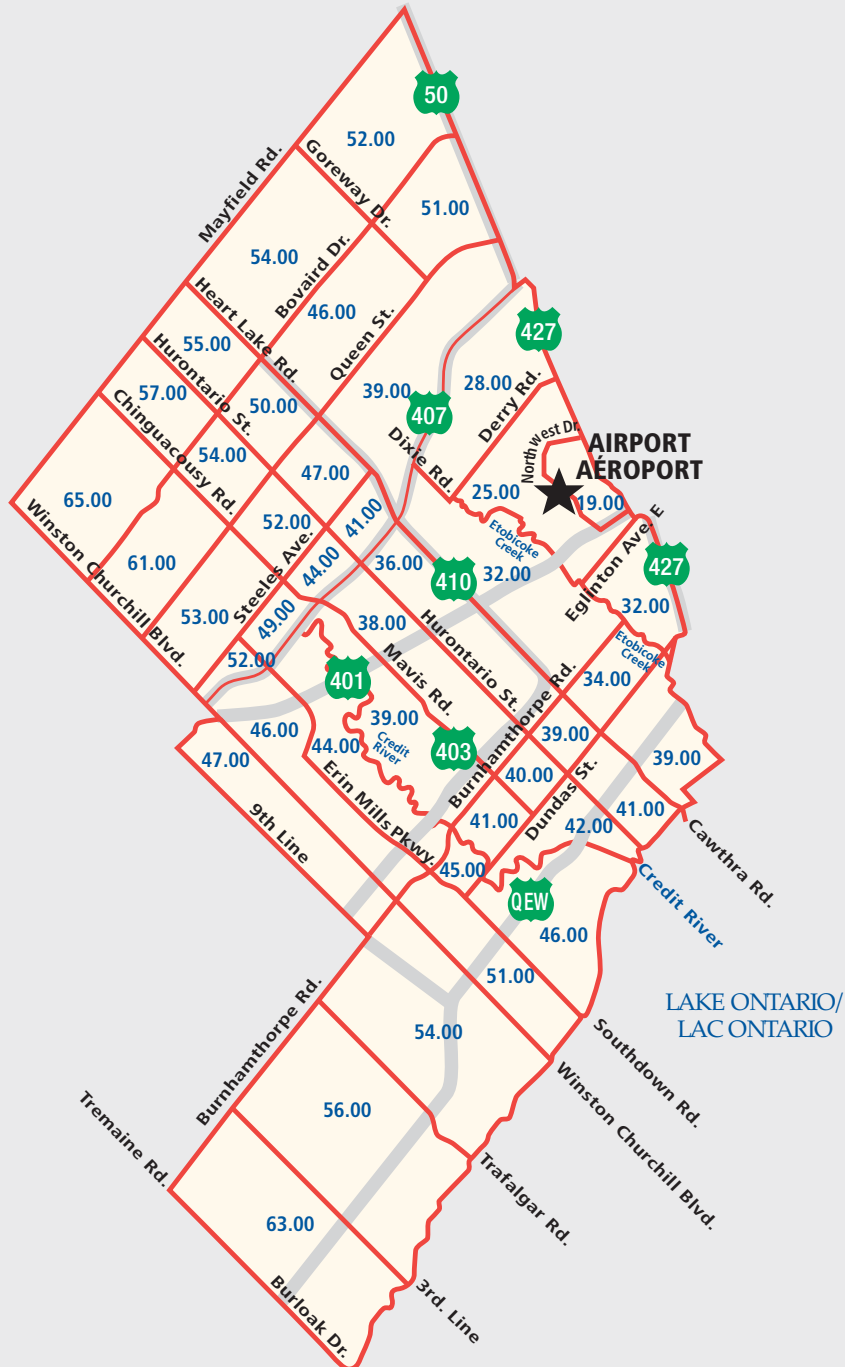 50
52.00
Goreway Dr.
Mayfield Rd.
51.00
54.00
Bovaird Dr.
46.00
Heart Lake Rd.
Queen St.
427
55.00
Hurontario St.
28.00
39.00
57.00
Chinguacousy Rd.
50.00
407
Derry Rd.
Dixie Rd.
North West Dr.
AIRPORT
AÉROPORT
54.00
47.00
25.00
19.00
65.00
Winston Churchill Blvd.
52.00
41.00
Etobicoke
Creek
Eglinton Ave. E
61.00
Steeles Ave.
44.00
36.00
410
32.00
427
53.00
49.00
38.00
Hurontario St.
32.00
52.00
Mavis Rd.
Etobicoke
Creek
401
34.00
46.00
44.00
39.00
Credit
River
403
Burnhamthorpe Rd.
39.00
39.00
47.00
Erin Mills Pkwy.
40.00
Dundas St.
9th Line
41.00
42.00
41.00
Cawthra Rd.
45.00
QEW
Credit River
46.00
51.00
LAKE ONTARIO/
LAC ONTARIO
Burnhamthorpe Rd.
54.00
Southdown Rd.
56.00
Winston Churchill Blvd.
Tremaine Rd.
Trafalgar Rd.
63.00
3rd. Line
Burloak Dr.